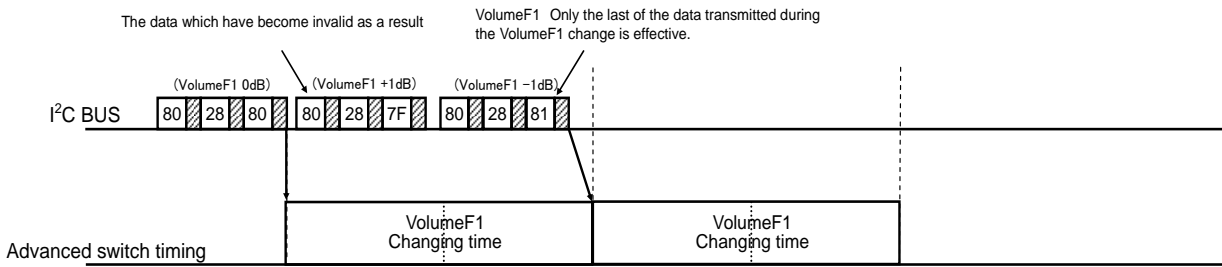 The data which have become invalid as a result
VolumeF1 Only the last of the data transmitted during
the VolumeF1 change is effective.
(VolumeF1 0dB) (VolumeF1 +1dB) (VolumeF1 −1dB)
I²C BUS 80 28 80 80 28 7F 80 28 81
VolumeF1 VolumeF1
Changing time Changing time
Advanced switch timing